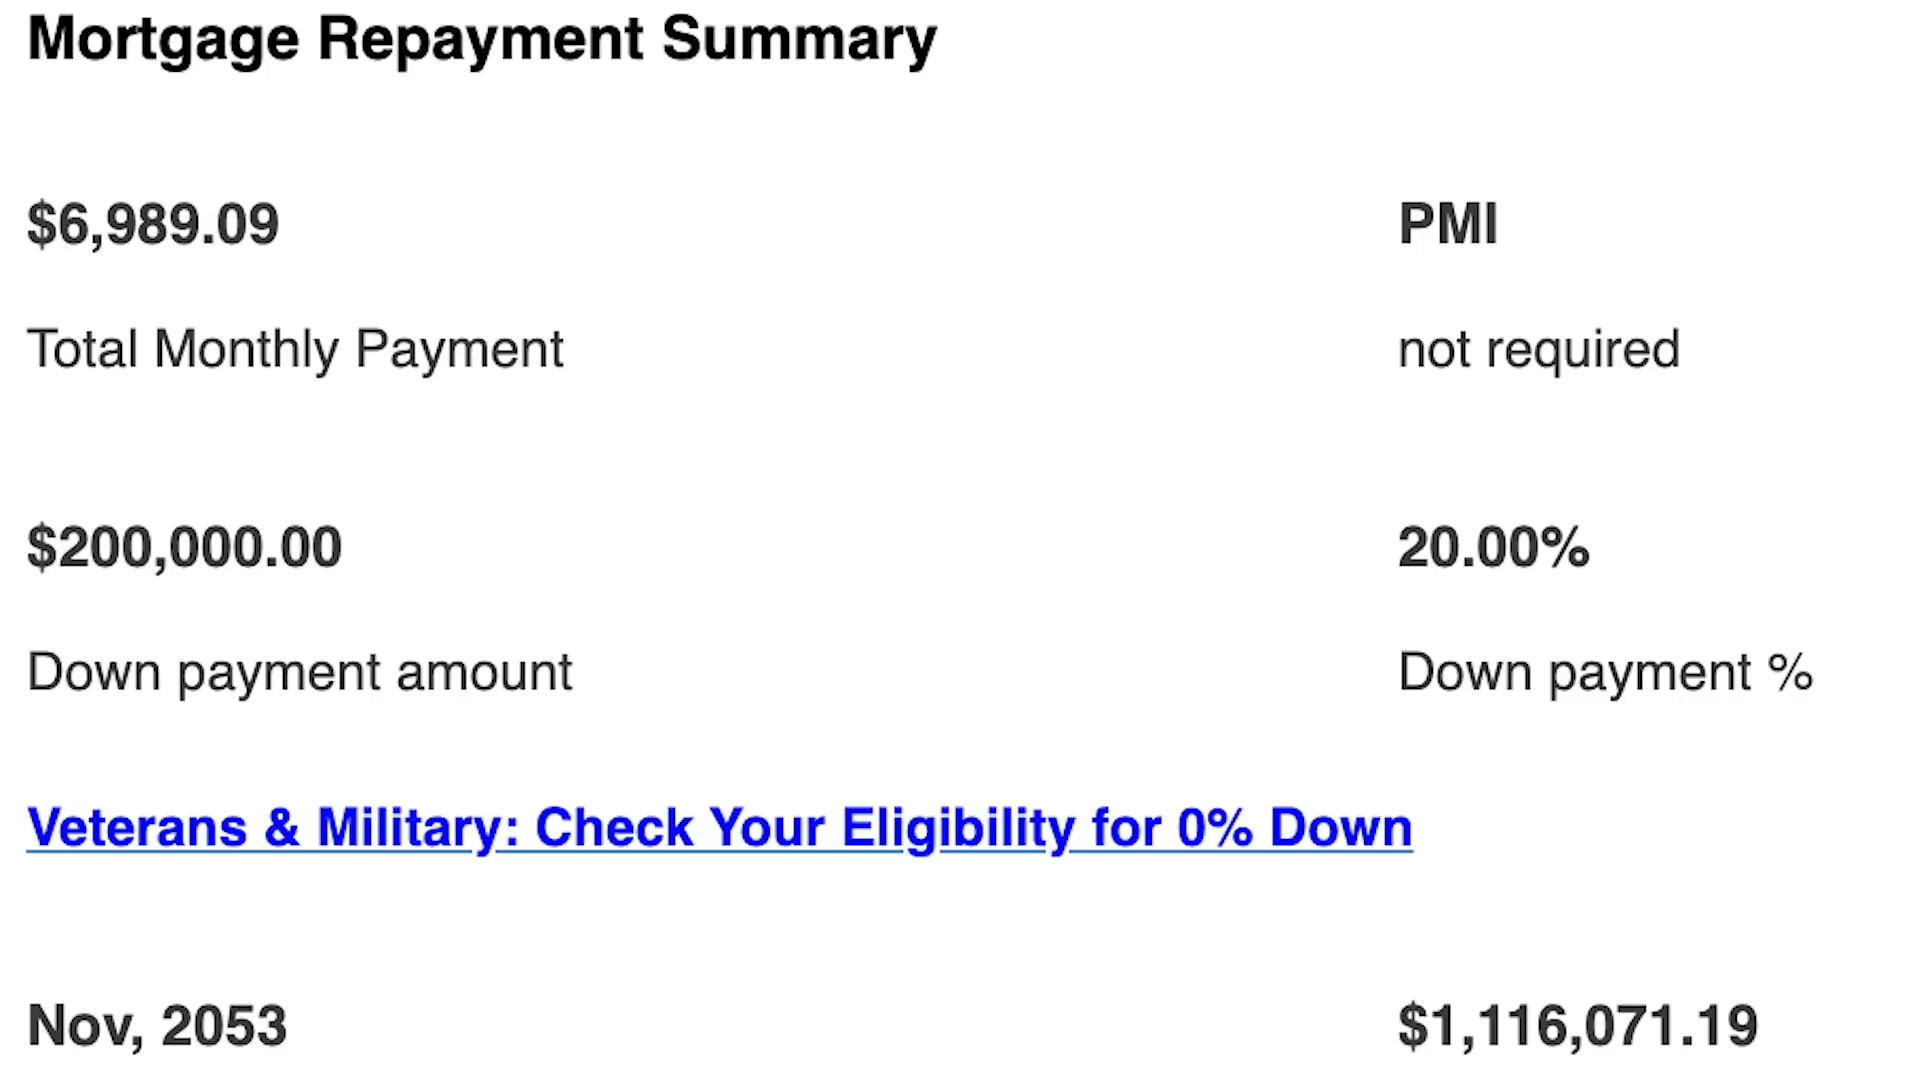 Mortgage Repayment Summary
$6,989.09
PMI
Total Monthly Payment
not required
$200,000.00
20.00%
Down payment amount
Down payment %
Veterans & Military: Check Your Eligibility for 0% Down
Nov, 2053
$1,116,071.19